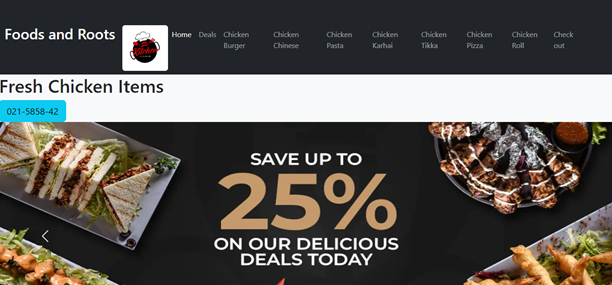 Foods and Roots
Home Deals Chicken Burger Chicken Chinese Chicken Pasta Chicken Karhai Chicken Tikka Chicken Pizza Chicken Roll Check out
Fresh Chicken Items
021-5858-42
SAVE UP TO
25%
ON OUR DELICIOUS
DEALS TODAY